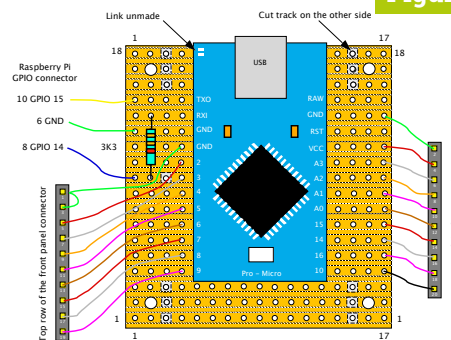 Link unmade
Cut track on the other side
1
17
18
18
USB
Raspberry Pi
GPIO connector
10 GPIO 15
6 GND
8 GPIO 14
3K3
TXO
RXI
GND
GND
2
3
4
5
6
7
8
9
RAW
GND
RST
VCC
A3
A2
A1
A0
15
14
16
10
Pro – Micro
Top row of the front panel connector
1
1
1
17